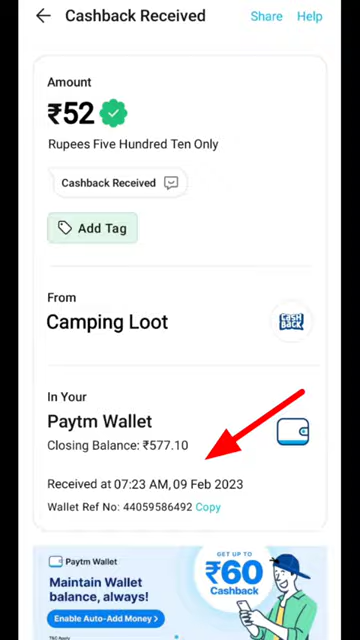 Cashback Received
Share
Help
Amount
₹52
Rupees Five Hundred Ten Only
Cashback Received
Add Tag
From
Camping Loot
CASH BACK
In Your
Paytm Wallet
Closing Balance: ₹577.10
Received at 07:23 AM, 09 Feb 2023
Wallet Ref No: 44059586492 Copy
Paytm Wallet
Maintain Wallet
balance, always!
Enable Auto-Add Money >
GET UP TO
₹60
Cashback